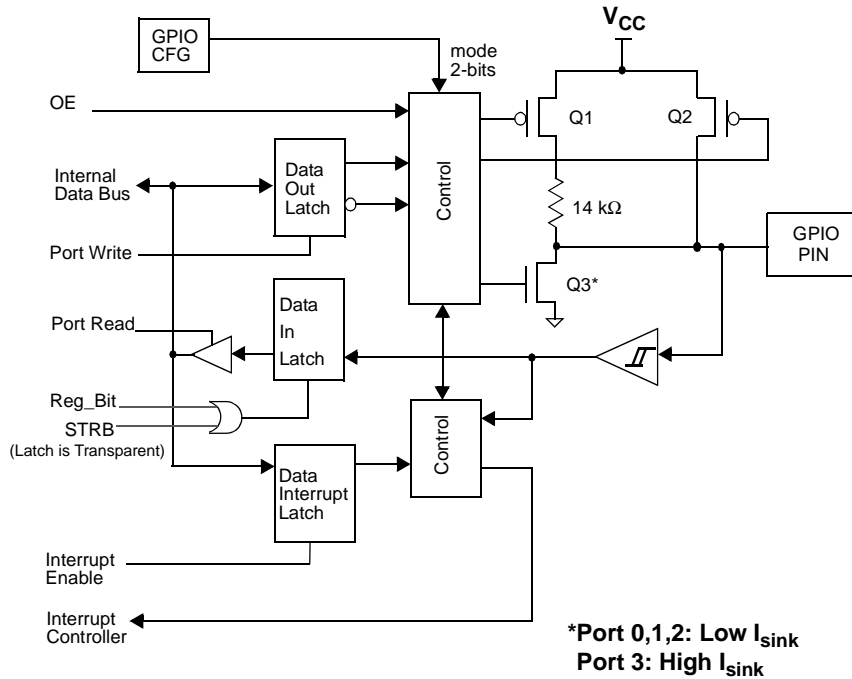 VCC
GPIO
CFG
mode
2-bits
OE
Q1
Q2
Internal
Data Bus
Data
Out
Latch
Control
14 kΩ
GPIO
PIN
Port Write
Q3*
Data
In
Latch
Port Read
Reg_Bit
STRB
(Latch is Transparent)
Control
Data
Interrupt
Latch
Interrupt
Enable
Interrupt
Controller
*Port 0,1,2: Low Isink
Port 3: High Isink